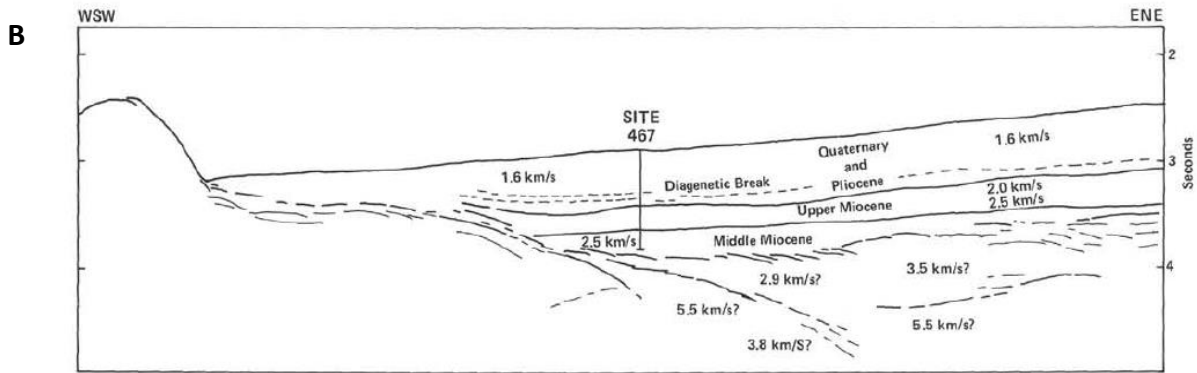 B
WSW
ENE
2
SITE
467
1.6 km/s
Quaternary
and
Pliocene
3
1.6 km/s
Diagenetic Break
Seconds
2.0 km/s
2.5 km/s
Upper Miocene
2.5 km/s
Middle Miocene
4
3.5 km/s?
2.9 km/s?
5.5 km/s?
5.5 km/s?
3.8 km/S?